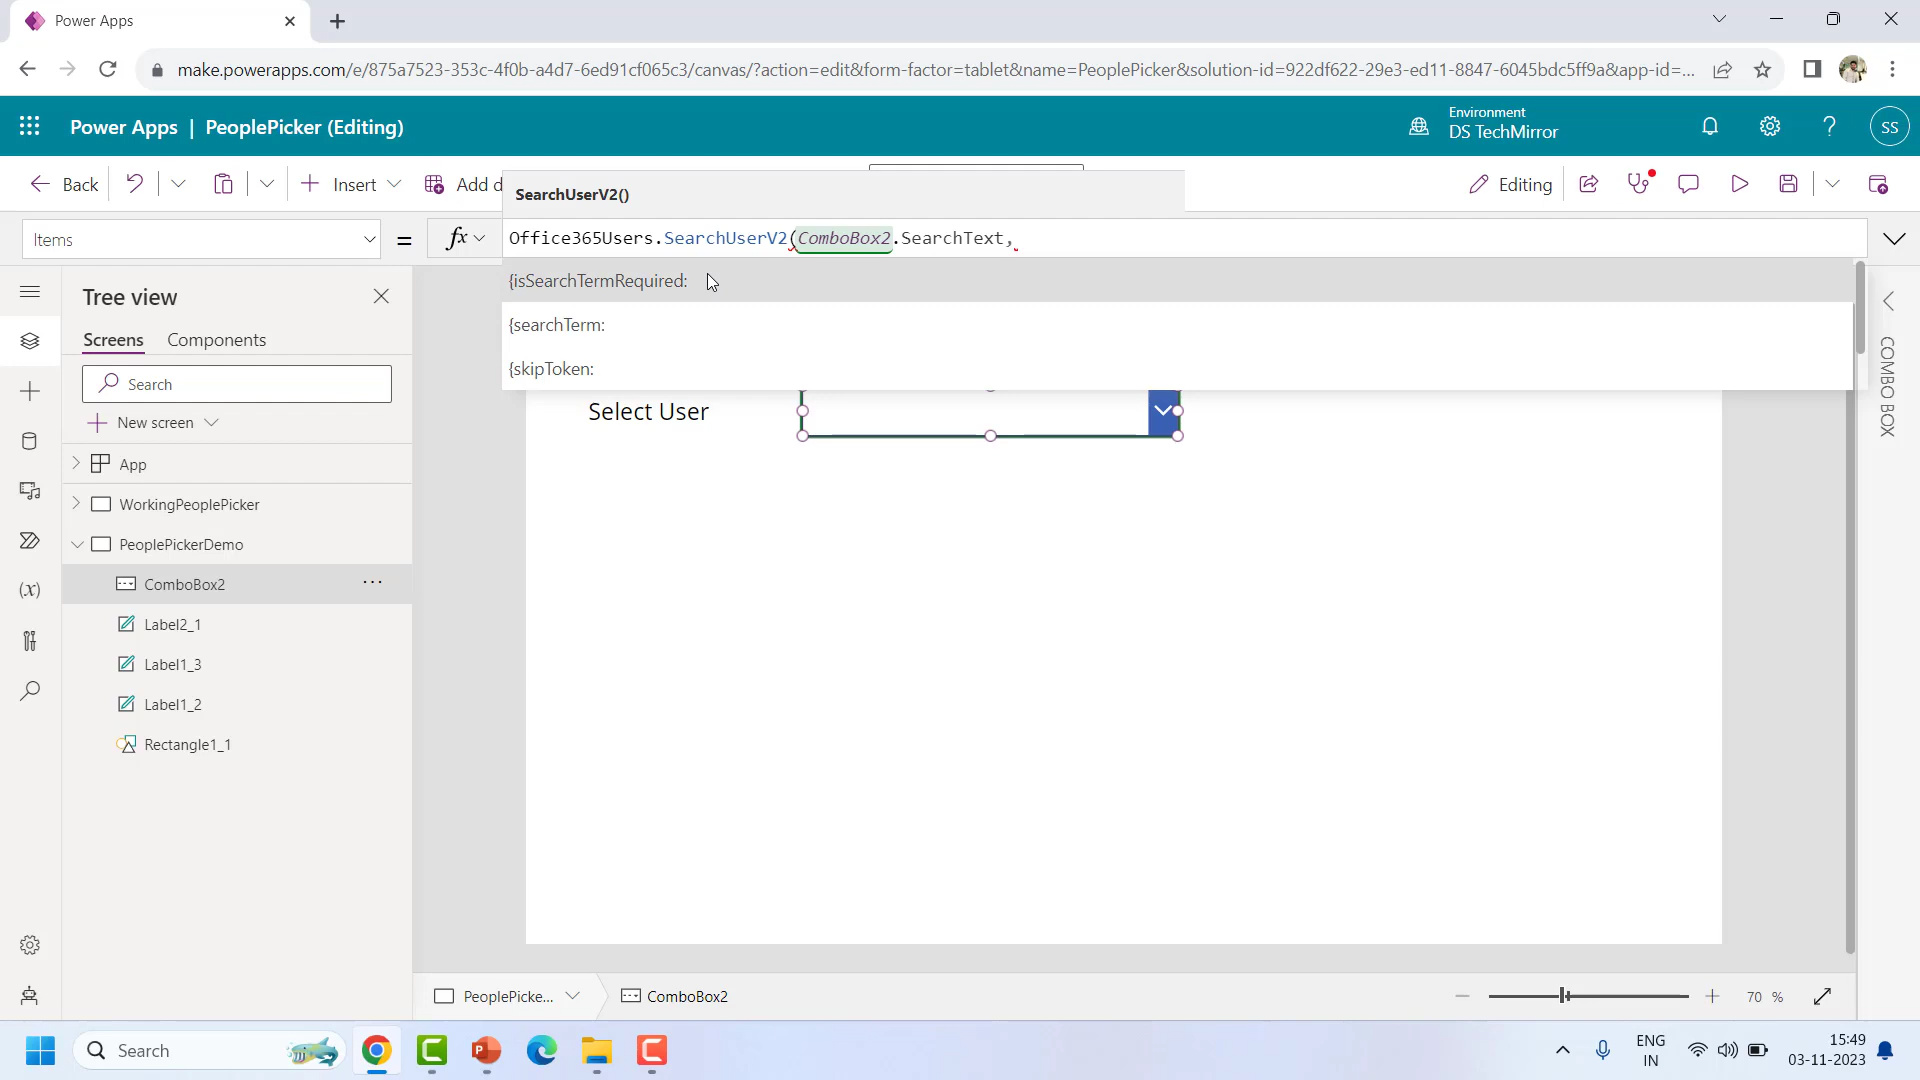 Power Apps
make.powerapps.com/e/875a7523-353c-4f0b-a4d7-6ed91cf065c3/canvas/?action=edit&form-factor=tablet&name=PeoplePicker&solution-id=922df622-29e3-ed11-8847-6045bdc5ff9a&app-id=...
Power Apps | PeoplePicker (Editing)
Environment
DS TechMirror
SS
Back
Insert
Add d
SearchUserV2()
Editing
Items
=
fx
Office365Users.SearchUserV2(ComboBox2.SearchText,
{isSearchTermRequired:
{searchTerm:
{skipToken:
Tree view
Screens
Components
Search
New screen
App
WorkingPeoplePicker
PeoplePickerDemo
ComboBox2
...
Label2_1
Label1_3
Label1_2
Rectangle1_1
(x)
Select User
COMBO BOX
PeoplePicke...
ComboBox2
70 %
Search
ENG
IN
15:49
03-11-2023